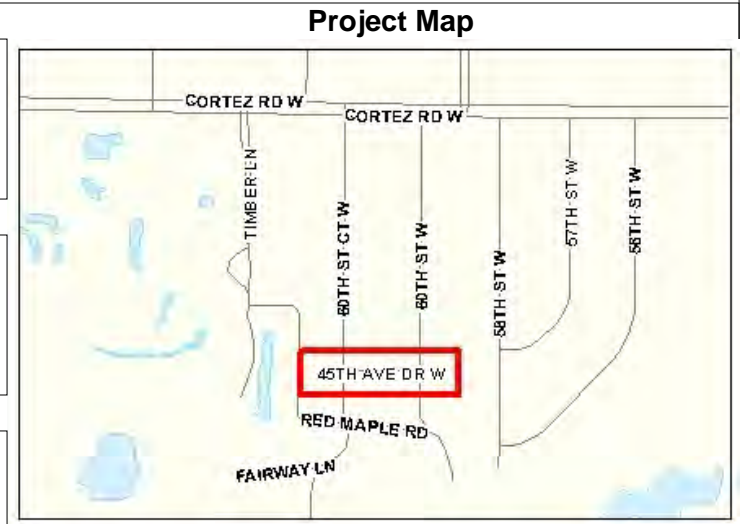 Project Map
CORTEZ RD W
CORTEZ RD W
TIMBER LN
60TH ST CT W
60TH ST W
58TH ST W
57TH ST W
56TH ST W
45TH AVE DR W
RED MAPLE RD
FAIRWAY LN